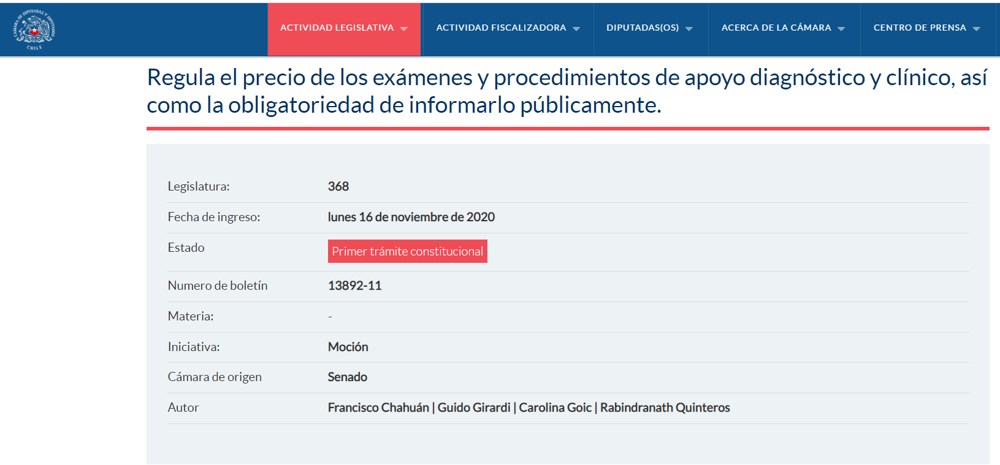 CÁMARA DE DIPUTADAS Y DIPUTADOS
CHILE
ACTIVIDAD LEGISLATIVA
ACTIVIDAD FISCALIZADORA
DIPUTADAS(OS)
ACERCA DE LA CÁMARA
CENTRO DE PRENSA
Regula el precio de los exámenes y procedimientos de apoyo diagnóstico y clínico, así
como la obligatoriedad de informarlo públicamente.
Legislatura: 368
Fecha de ingreso: lunes 16 de noviembre de 2020
Estado Primer trámite constitucional
Numero de boletín 13892-11
Materia: -
Iniciativa: Moción
Cámara de origen Senado
Autor Francisco Chahuán | Guido Girardi | Carolina Goic | Rabindranath Quinteros